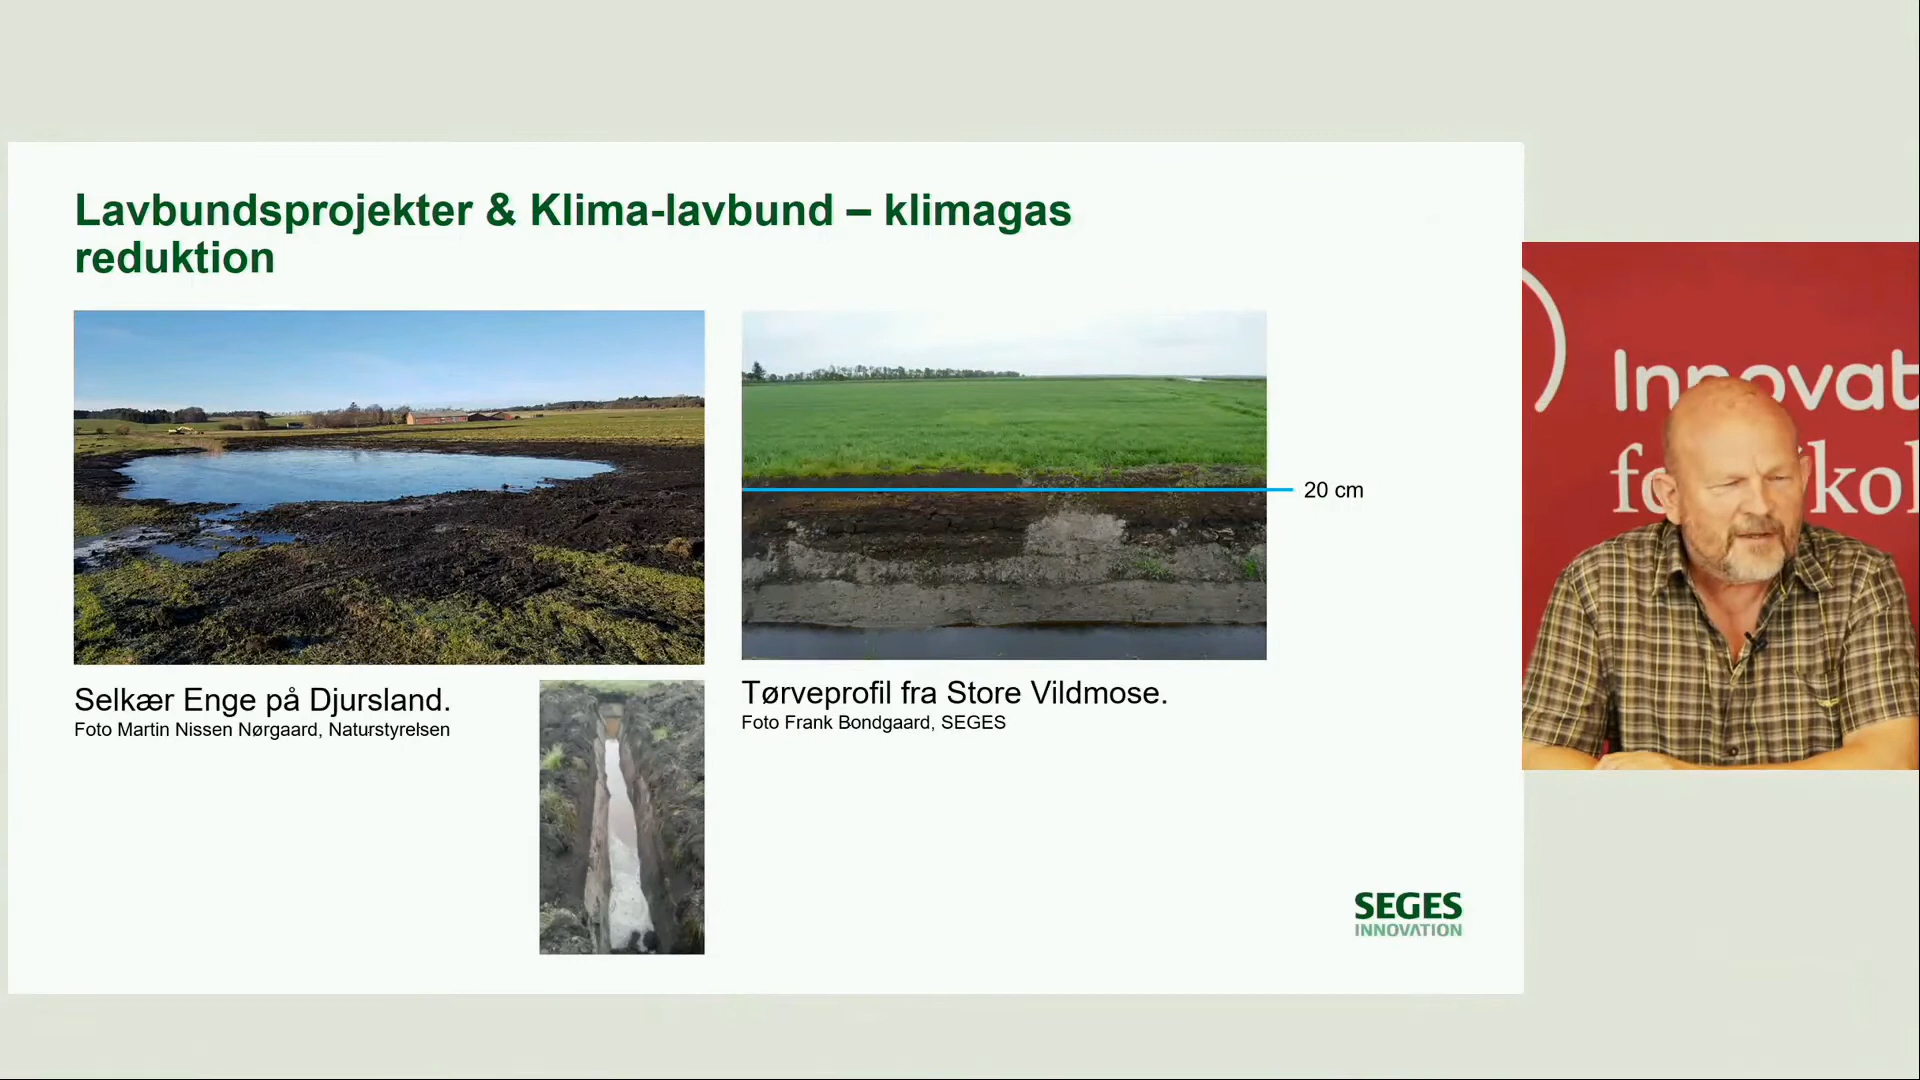 Lavbundsprojekter & Klima-lavbund – klimagas
reduktion
20 cm
Selkær Enge på Djursland.
Foto Martin Nissen Nørgaard, Naturstyrelsen
Tørveprofil fra Store Vildmose.
Foto Frank Bondgaard, SEGES
SEGES
INNOVATION